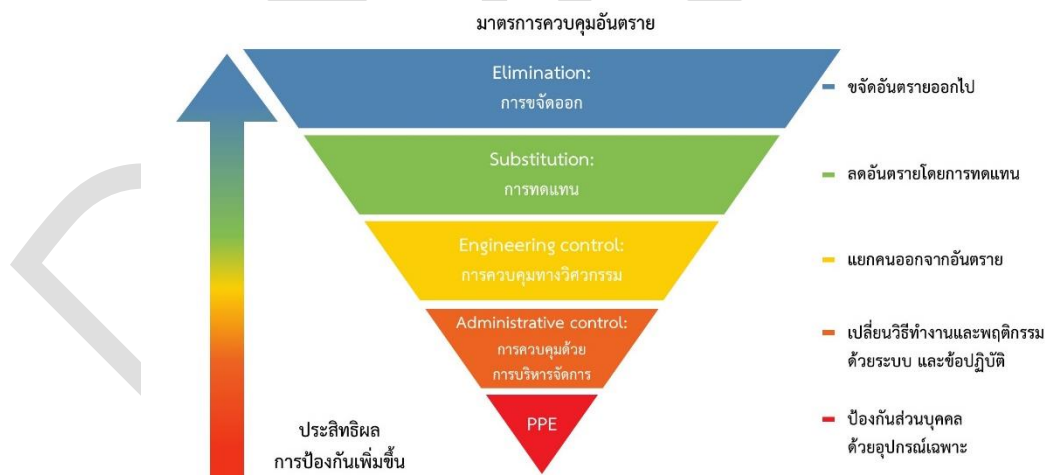 มาตรการควบคุมอันตราย
Elimination:
การขจัดออก
ขจัดอันตรายออกไป
Substitution:
การทดแทน
ลดอันตรายโดยการทดแทน
Engineering control:
การควบคุมทางวิศวกรรม
แยกคนออกจากอันตราย
Administrative control:
การควบคุมด้วย
การบริหารจัดการ
เปลี่ยนวิธีทำงานและพฤติกรรม
ด้วยระบบ และข้อปฏิบัติ
PPE
ป้องกันส่วนบุคคล
ด้วยอุปกรณ์เฉพาะ
ประสิทธิผล
การป้องกันเพิ่มขึ้น